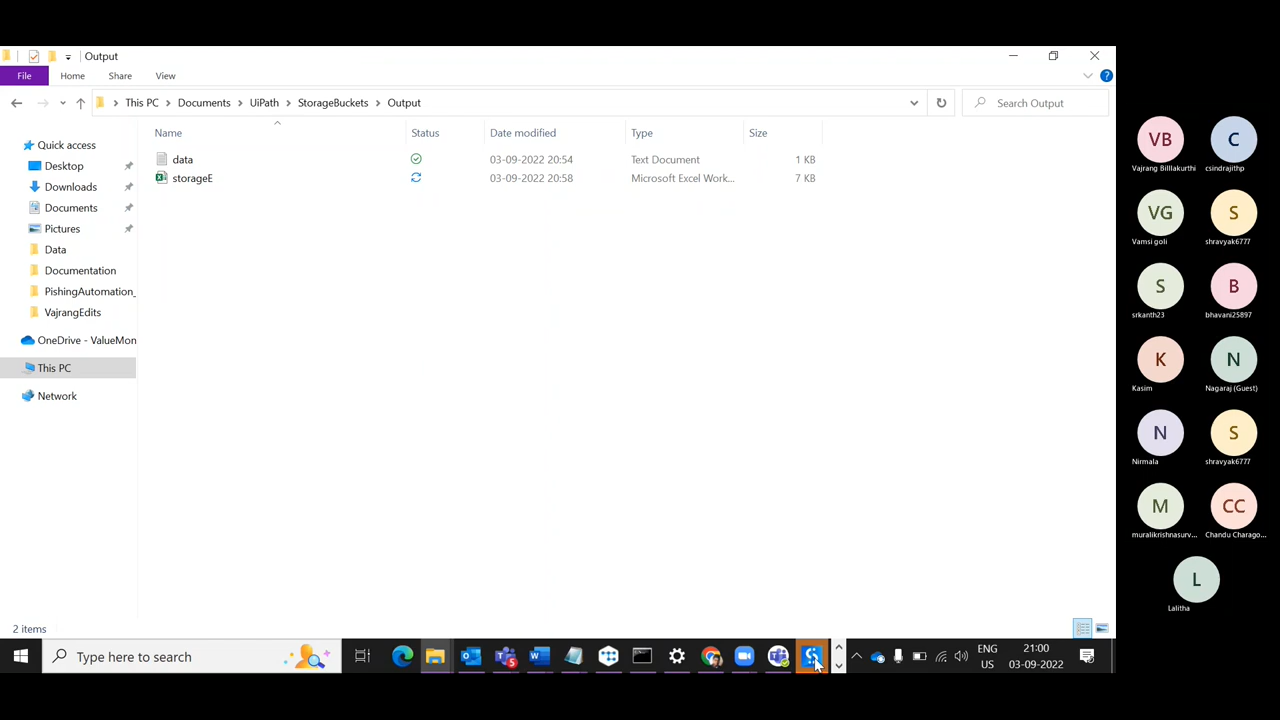 Output
File Home Share View
This PC Documents UiPath StorageBuckets Output
Search Output
Name Status Date modified Type Size
data 03-09-2022 20:54 Text Document 1 KB
storageE 03-09-2022 20:58 Microsoft Excel Work... 7 KB
Quick access
Desktop
Downloads
Documents
Pictures
Data
Documentation
PishingAutomation_
VajrangEdits
OneDrive - ValueMon
This PC
Network
2 items
Type here to search
ENG
US
21:00
03-09-2022
VB C
Vajrang Billlakurthi csindrajithp
VG S
Vamsi goli shravyak6777
S B
srkanth23 bhavani25897
K N
Kasim Nagaraj (Guest)
N S
Nirmala shravyak6777
M CC
muralikrishnasurv... Chandu Charago...
L
Lalitha